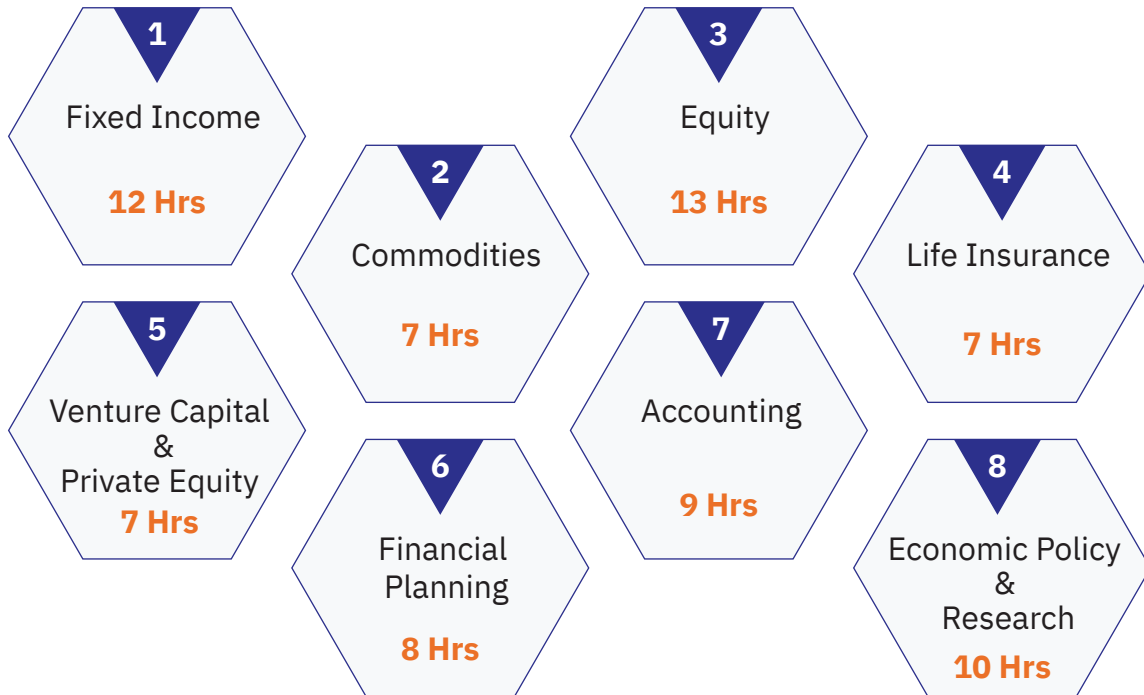 1
Fixed Income
12 Hrs
2
Commodities
7 Hrs
3
Equity
13 Hrs
4
Life Insurance
7 Hrs
5
Venture Capital
&
Private Equity
7 Hrs
6
Financial
Planning
8 Hrs
7
Accounting
9 Hrs
8
Economic Policy
&
Research
10 Hrs